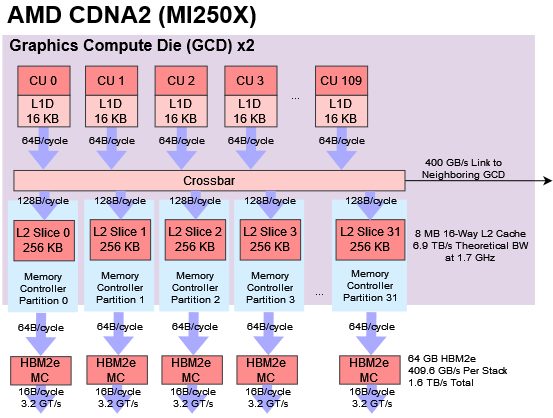 AMD CDNA2 (MI250X)
Graphics Compute Die (GCD) x2
CU 0 CU 1 CU 2 CU 3 CU 109
L1D L1D L1D L1D ... L1D
16 KB 16 KB 16 KB 16 KB 16 KB
64B/cycle 64B/cycle 64B/cycle 64B/cycle 64B/cycle
400 GB/s Link to
Neighboring GCD
Crossbar
128B/cycle 128B/cycle 128B/cycle 128B/cycle 128B/cycle
L2 Slice 0 L2 Slice 1 L2 Slice 2 L2 Slice 3 L2 Slice 31
256 KB 256 KB 256 KB 256 KB 256 KB
8 MB 16-Way L2 Cache
6.9 TB/s Theoretical BW
at 1.7 GHz
Memory Memory Memory Memory Memory
Controller Controller Controller Controller Controller
Partition 0 Partition 1 Partition 2 Partition 3 ... Partition 31
64B/cycle 64B/cycle 64B/cycle 64B/cycle 64B/cycle
HBM2e HBM2e HBM2e HBM2e HBM2e
MC MC MC MC MC
64 GB HBM2e
409.6 GB/s Per Stack
1.6 TB/s Total
16B/cycle 16B/cycle 16B/cycle 16B/cycle 16B/cycle
3.2 GT/s 3.2 GT/s 3.2 GT/s 3.2 GT/s 3.2 GT/s